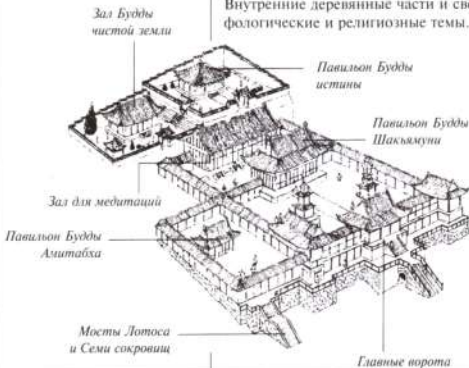 Внутренние деревянные части и
фологические и религиозные темы.
Зал Будды
чистой земли
Павильон Будды
истины
Павильон Будды
Шакьямуни
Зал для медитаций
Павильон Будды
Амитабха
Мосты Лотоса
и Семи сокровищ
Главные ворота